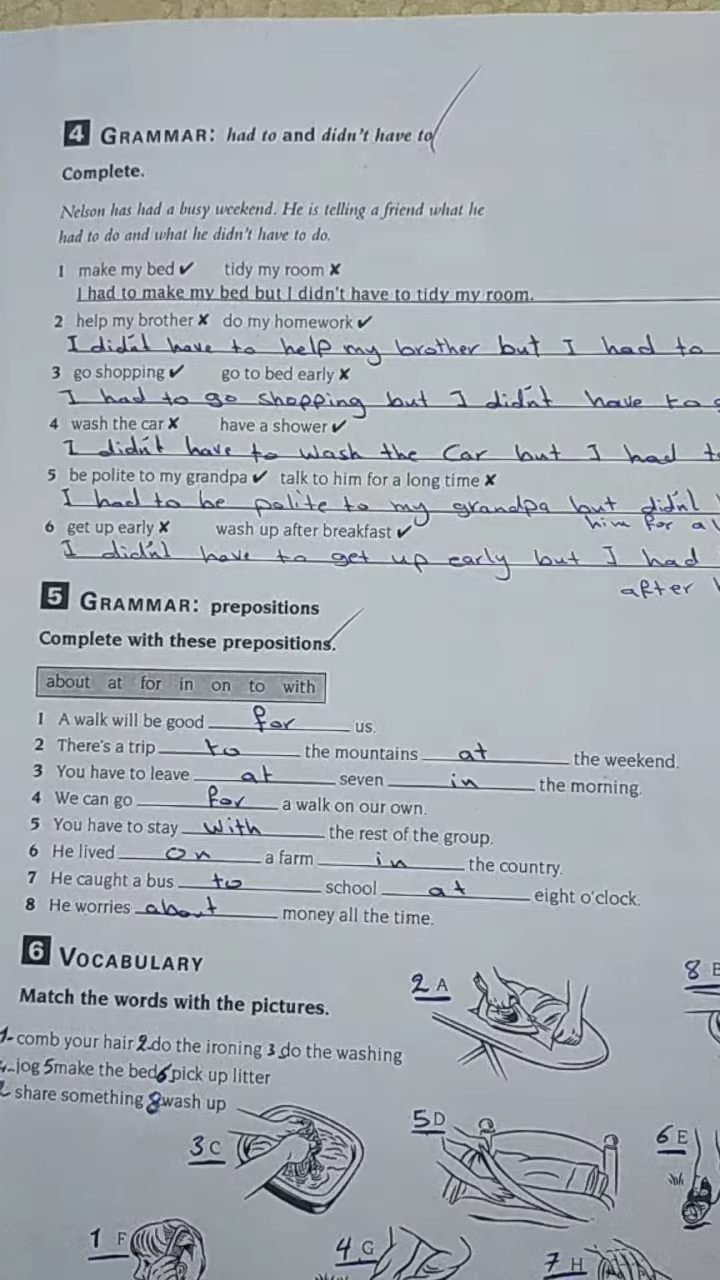 4 GRAMMAR: had to and didn't have to
Complete.
Nelson has had a busy weekend. He is telling a friend what he
had to do and what he didn't have to do.
1 make my bed ✔ tidy my room ✘
I had to make my bed but I didn't have to tidy my room.
2 help my brother ✘ do my homework ✔
I didn't have to help my brother but I had to
3 go shopping ✔ go to bed early ✘
I had to go shopping but I didn't have to
4 wash the car ✘ have a shower ✔
I didn't have to wash the Car but I had to
5 be polite to my grandpa ✔ talk to him for a long time ✘
I had to be polite to my grandpa but didn't
him for a
6 get up early ✘ wash up after breakfast ✔
I didn't have to get up early but I had
after
5 GRAMMAR: prepositions
Complete with these prepositions.
about at for in on to with
1 A walk will be good for us.
2 There's a trip to the mountains at the weekend.
3 You have to leave at seven in the morning.
4 We can go for a walk on our own.
5 You have to stay with the rest of the group.
6 He lived on a farm in the country.
7 He caught a bus to school at eight o'clock.
8 He worries about money all the time.
6 VOCABULARY
Match the words with the pictures.
2 A
8 B
1- comb your hair 2 do the ironing 3 do the washing
jog 5 make the bed 6 pick up litter
share something 8 wash up
3 C
5 D
6 E
1 F
4 G
7 H